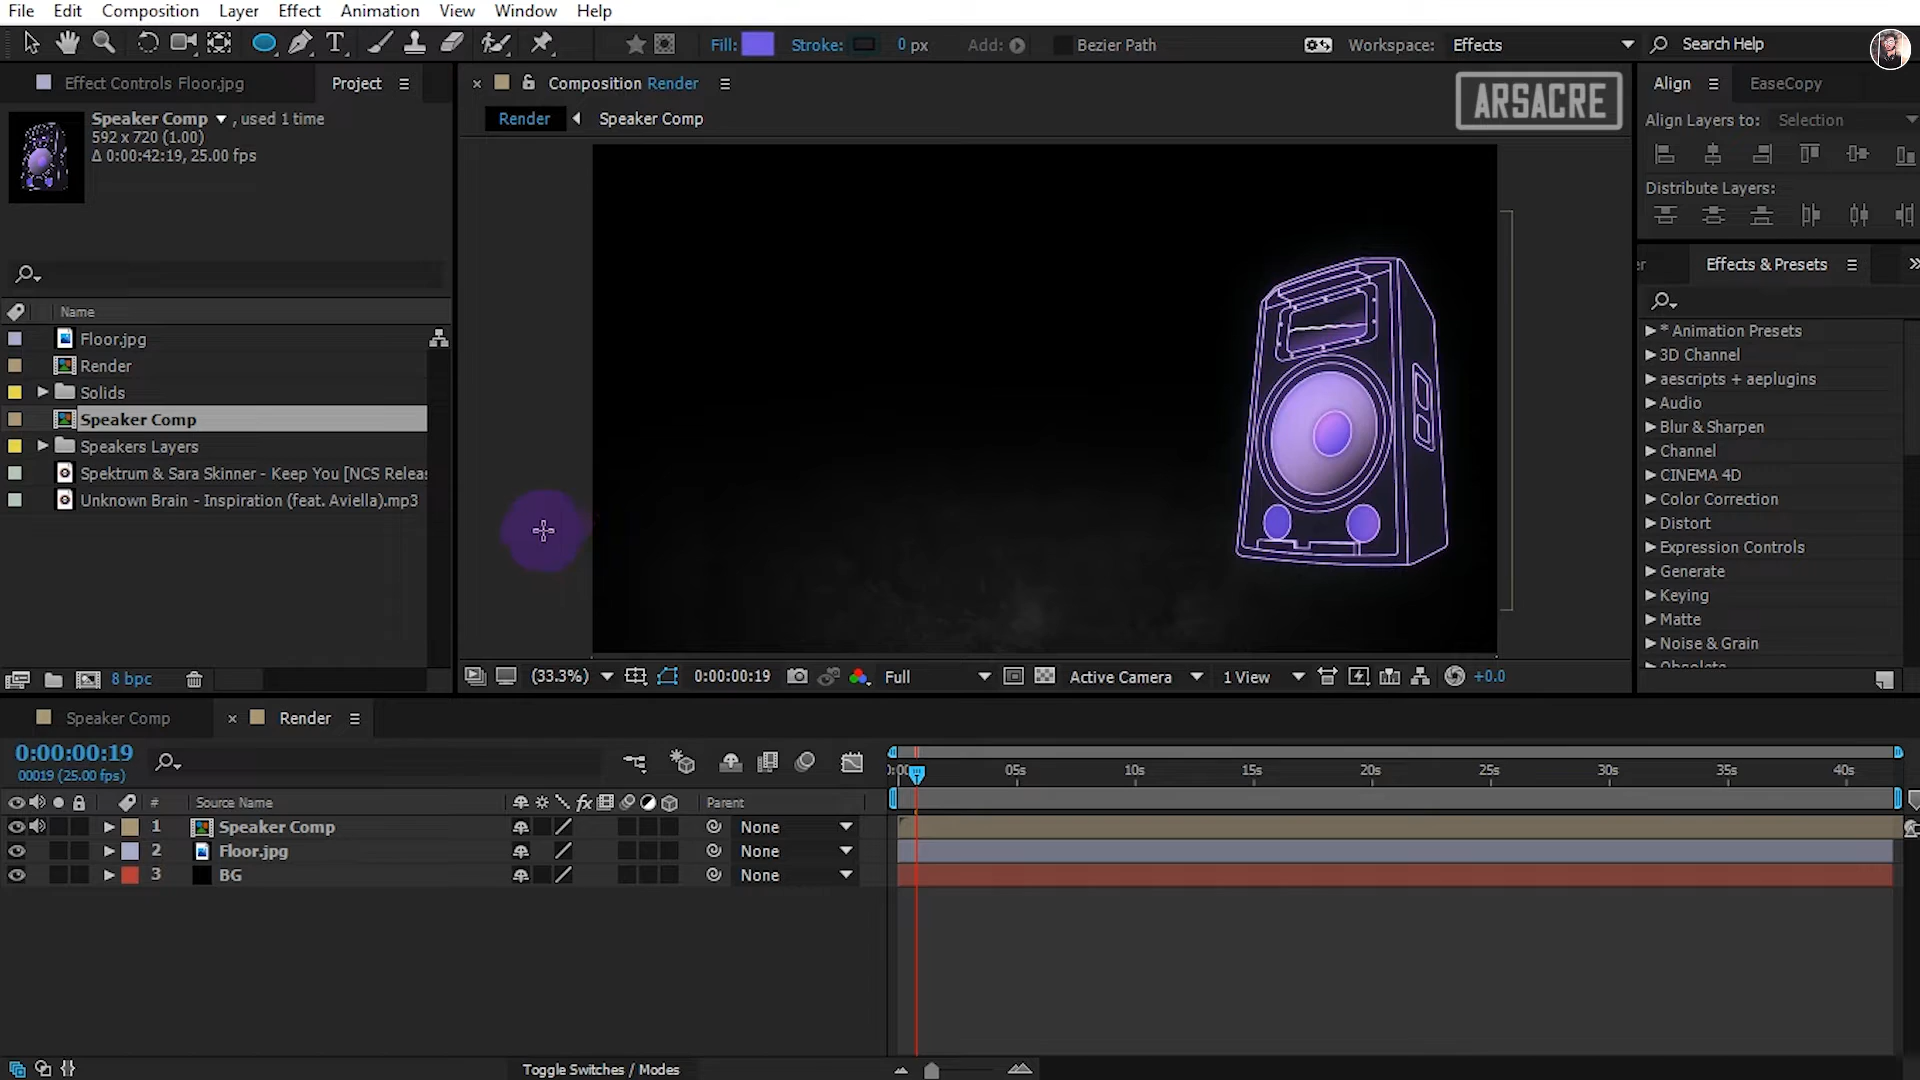 File Edit Composition Layer Effect Animation View Window Help
Fill: Stroke: 0 px Add: Bezier Path Workspace: Effects Search Help
Effect Controls Floor.jpg Project
Composition Render
ARSACRE
Align EaseCopy
Speaker Comp , used 1 time
592 x 720 (1.00)
Δ 0:00:42:19, 25.00 fps
Render Speaker Comp
Align Layers to: Selection
Distribute Layers:
Effects & Presets
Name
Floor.jpg
Render
Solids
Speaker Comp
Speakers Layers
Spektrum & Sara Skinner - Keep You [NCS Releas
Unknown Brain - Inspiration (feat. Aviella).mp3
* Animation Presets
3D Channel
aescripts + aeplugins
Audio
Blur & Sharpen
Channel
CINEMA 4D
Color Correction
Distort
Expression Controls
Generate
Keying
Matte
Noise & Grain
Obsolete
8 bpc
(33.3%) 0:00:00:19 Full Active Camera 1 View +0.0
Speaker Comp Render
0:00:00:19
00019 (25.00 fps)
05s 10s 15s 20s 25s 30s 35s 40s
# Source Name fx Parent
1 Speaker Comp None
2 Floor.jpg None
3 BG None
Toggle Switches / Modes